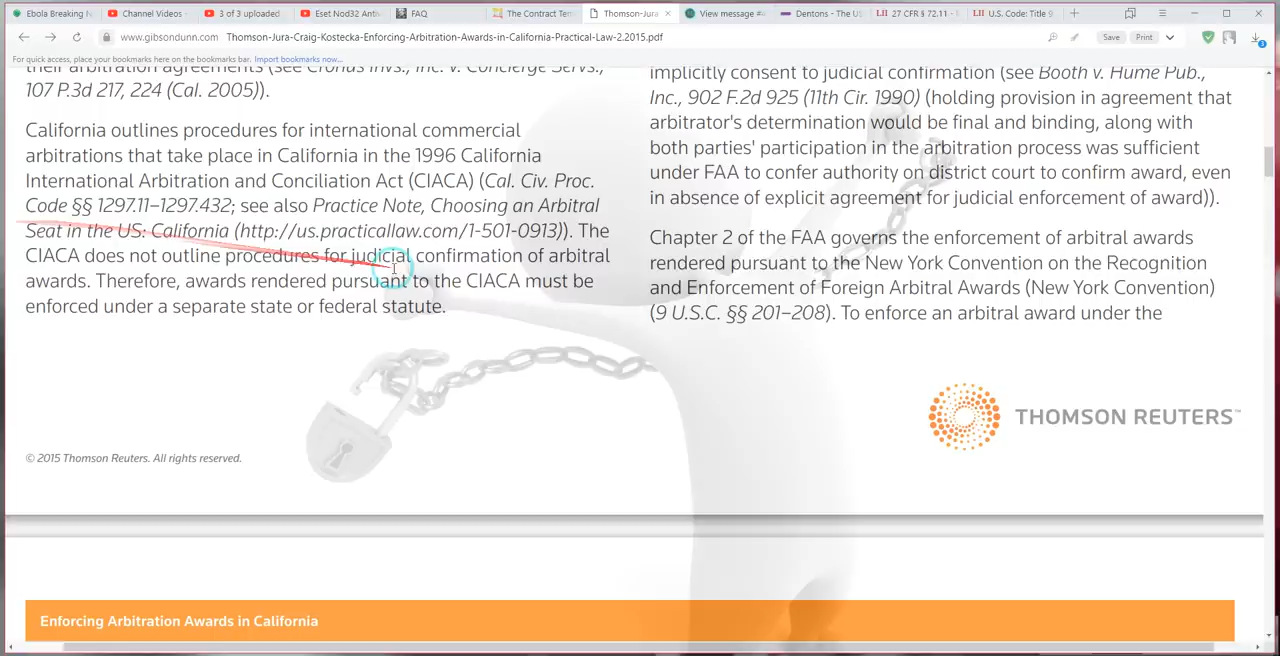 Ebola Breaking N
Channel Videos -
3 of 3 uploaded
Eset Nod32 Anti
FAQ
The Contract Ter
Thomson-Jura-
View message #
Dentons - The US
LII 27 CFR § 72.11 -
LII U.S. Code: Title 9
www.gibsondunn.com Thomson-Jura-Craig-Kostecka-Enforcing-Arbitration-Awards-in-California-Practical-Law-2.2015.pdf
Save
Print
3
For quick access, place your bookmarks here on the bookmarks bar. Import bookmarks now...
their arbitration agreements (see Cronus Invs., Inc. v. Concierge Servs.,
107 P.3d 217, 224 (Cal. 2005)).
California outlines procedures for international commercial
arbitrations that take place in California in the 1996 California
International Arbitration and Conciliation Act (CIACA) (Cal. Civ. Proc.
Code §§ 1297.11–1297.432; see also Practice Note, Choosing an Arbitral
Seat in the US: California (http://us.practicallaw.com/1-501-0913)). The
CIACA does not outline procedures for judicial confirmation of arbitral
awards. Therefore, awards rendered pursuant to the CIACA must be
enforced under a separate state or federal statute.
© 2015 Thomson Reuters. All rights reserved.
implicitly consent to judicial confirmation (see Booth v. Hume Pub.,
Inc., 902 F.2d 925 (11th Cir. 1990) (holding provision in agreement that
arbitrator's determination would be final and binding, along with
both parties' participation in the arbitration process was sufficient
under FAA to confer authority on district court to confirm award, even
in absence of explicit agreement for judicial enforcement of award)).
Chapter 2 of the FAA governs the enforcement of arbitral awards
rendered pursuant to the New York Convention on the Recognition
and Enforcement of Foreign Arbitral Awards (New York Convention)
(9 U.S.C. §§ 201–208). To enforce an arbitral award under the
THOMSON REUTERS™
Enforcing Arbitration Awards in California